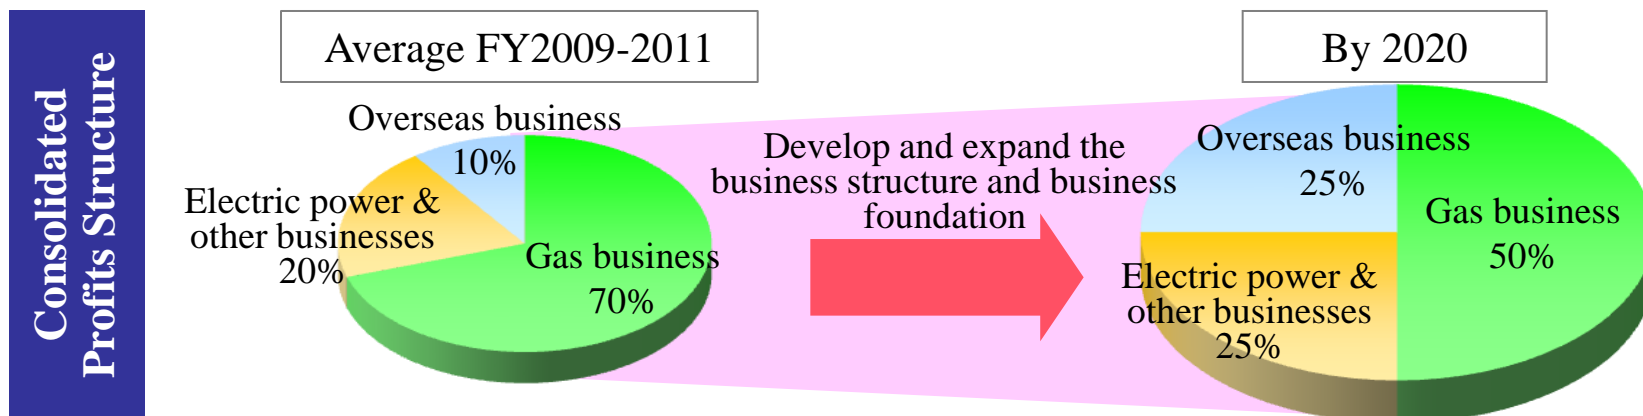 Consolidated
Profits Structure
Average FY2009-2011
Overseas business
10%
Electric power &
other businesses
20%
Gas business
70%
Develop and expand the
business structure and business
foundation
By 2020
Overseas business
25%
Gas business
50%
Electric power &
other businesses
25%